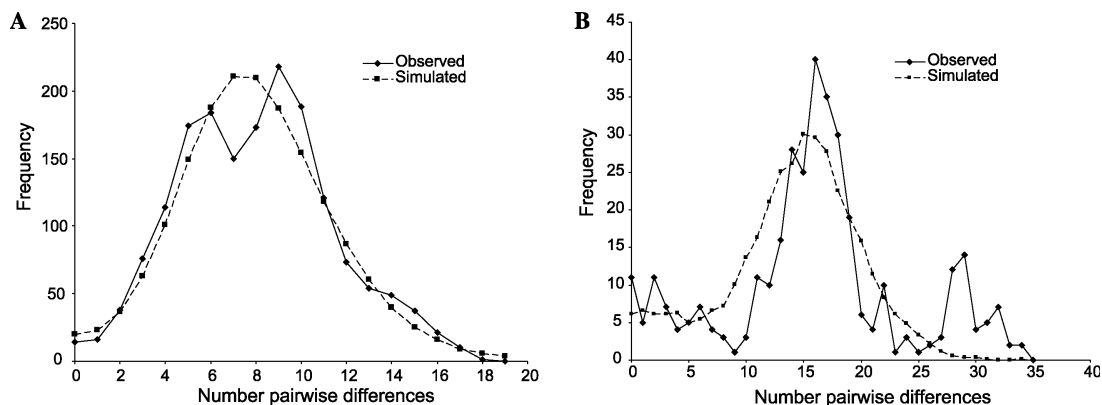 A
250
200
150
100
50
0
Frequency
Observed
Simulated
0 2 4 6 8 10 12 14 16 18 20
Number pairwise differences
B
45
40
35
30
25
20
15
10
5
0
Frequency
Observed
Simulated
0 5 10 15 20 25 30 35 40
Number pairwise differences